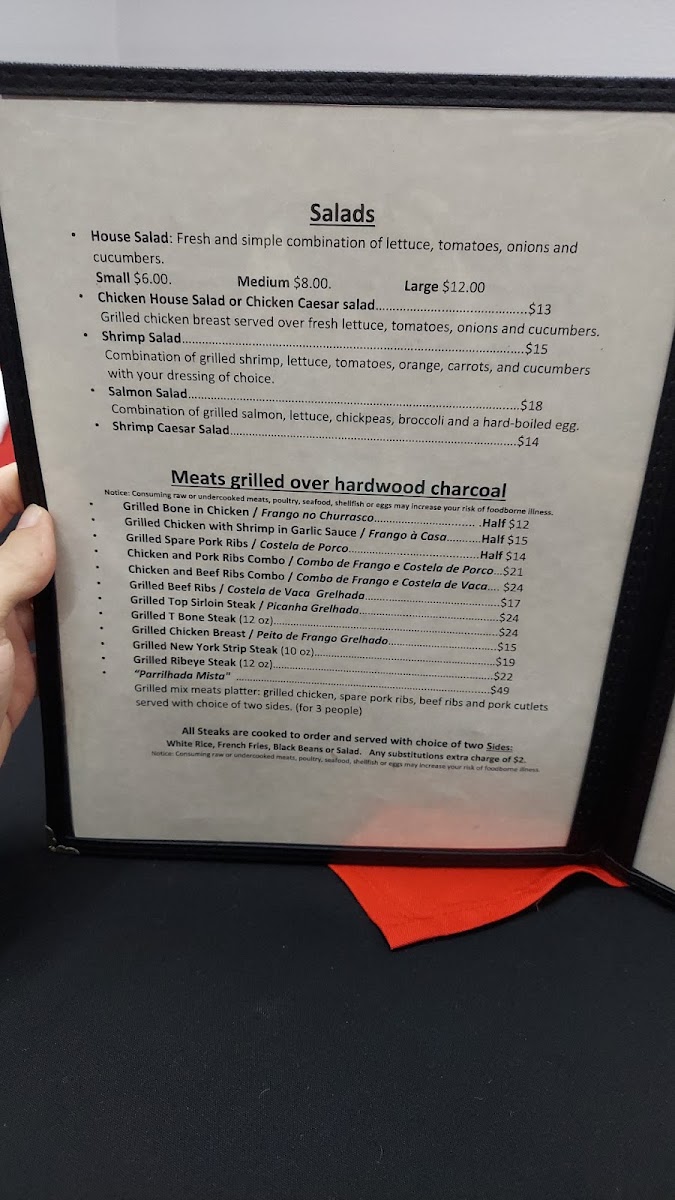 Salads
• House Salad: Fresh and simple combination of lettuce, tomatoes, onions and
cucumbers.
Small $6.00. Medium $8.00. Large $12.00
• Chicken House Salad or Chicken Caesar salad.......................................$13
Grilled chicken breast served over fresh lettuce, tomatoes, onions and cucumbers.
• Shrimp Salad.......................................................................................$15
Combination of grilled shrimp, lettuce, tomatoes, orange, carrots, and cucumbers
with your dressing of choice.
• Salmon Salad.....................................................................................$18
Combination of grilled salmon, lettuce, chickpeas, broccoli and a hard-boiled egg.
• Shrimp Caesar Salad..........................................................................$14
Meats grilled over hardwood charcoal
Notice: Consuming raw or undercooked meats, poultry, seafood, shellfish or eggs may increase your risk of foodborne illness.
• Grilled Bone in Chicken / Frango no Churrasco.......................... .Half $12
• Grilled Chicken with Shrimp in Garlic Sauce / Frango à Casa.........Half $15
• Grilled Spare Pork Ribs / Costela de Porco..................................Half $14
• Chicken and Pork Ribs Combo / Combo de Frango e Costela de Porco...$21
• Chicken and Beef Ribs Combo / Combo de Frango e Costela de Vaca.... $24
• Grilled Beef Ribs / Costela de Vaca Grelhada...................................$17
• Grilled Top Sirloin Steak / Picanha Grelhada....................................$24
• Grilled T Bone Steak (12 oz)...........................................................$24
• Grilled Chicken Breast / Peito de Frango Grelhado............................$15
• Grilled New York Strip Steak (10 oz)...............................................$19
• Grilled Ribeye Steak (12 oz)...........................................................$22
• "Parrilhada Mista" ........................................................................$49
Grilled mix meats platter: grilled chicken, spare pork ribs, beef ribs and pork cutlets
served with choice of two sides. (for 3 people)
All Steaks are cooked to order and served with choice of two Sides:
White Rice, French Fries, Black Beans or Salad. Any substitutions extra charge of $2.
Notice: Consuming raw or undercooked meats, poultry, seafood, shellfish or eggs may increase your risk of foodborne illness